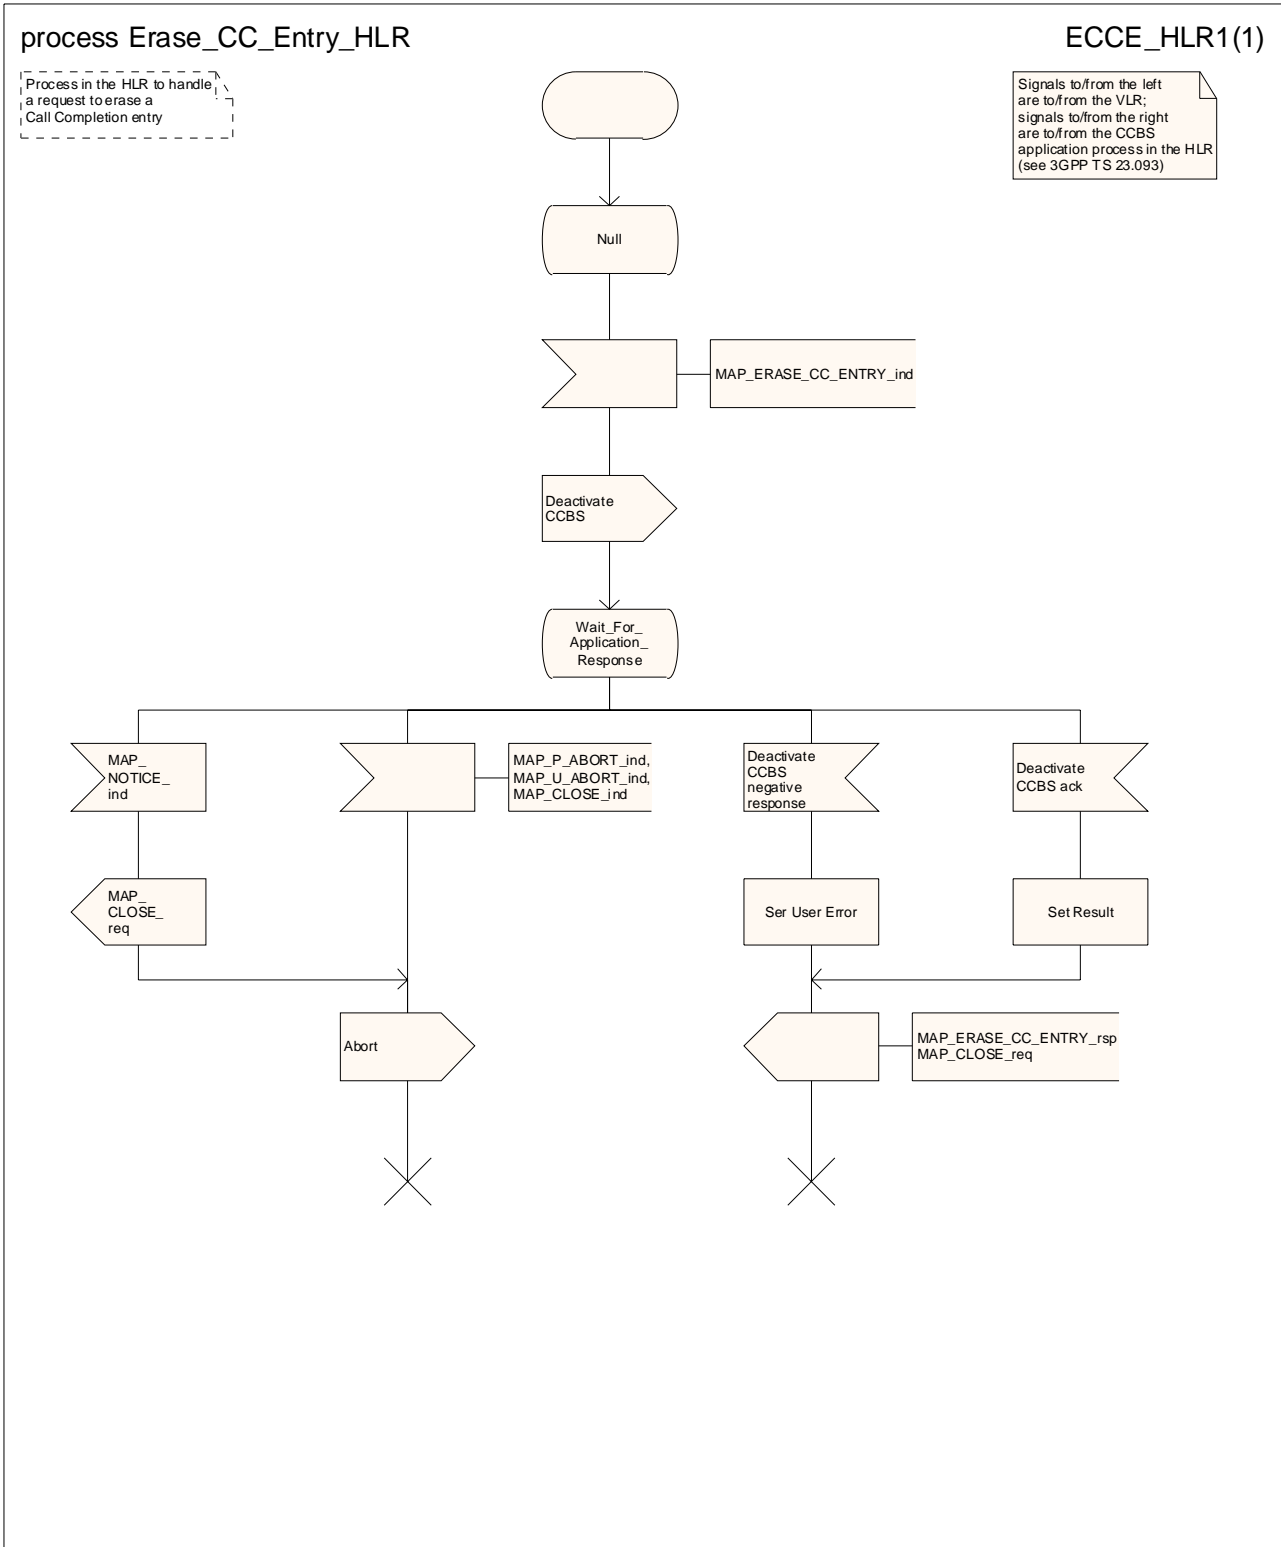 process Erase_CC_Entry_HLR
ECCE_HLR1(1)
Process in the HLR to handle
a request to erase a
Call Completion entry
Signals to/from the left
are to/from the VLR;
signals to/from the right
are to/from the CCBS
application process in the HLR
(see 3GPP TS 23.093)
Null
MAP_ERASE_CC_ENTRY_ind
Deactivate
CCBS
Wait_For_
Application_
Response
MAP_
NOTICE_
ind
MAP_P_ABORT_ind,
MAP_U_ABORT_ind,
MAP_CLOSE_ind
Deactivate
CCBS
negative
response
Deactivate
CCBS ack
MAP_
CLOSE_
req
Ser User Error
Set Result
Abort
MAP_ERASE_CC_ENTRY_rsp
MAP_CLOSE_req